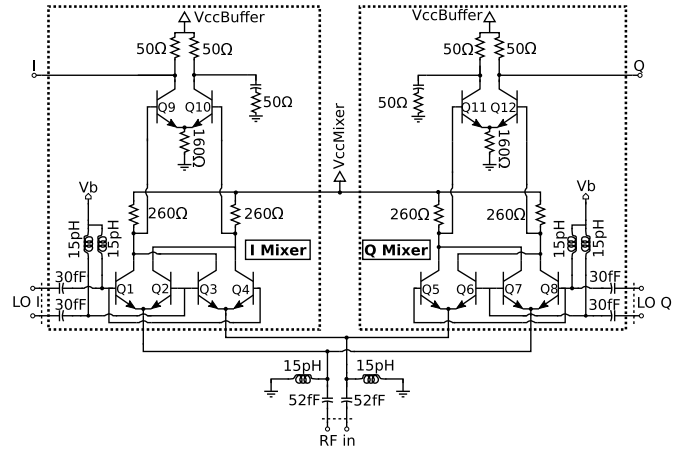 VccBuffer
VccBuffer
50Ω 50Ω
50Ω 50Ω
I
Q
Q9 Q10
50Ω
50Ω
Q11 Q12
160Ω
160Ω
VccMixer
Vb
Vb
260Ω 260Ω
260Ω 260Ω
15pH 15pH
15pH 15pH
I Mixer
Q Mixer
30fF
30fF
Q1 Q2 Q3 Q4
Q5 Q6 Q7 Q8
LO I
LO Q
30fF
30fF
15pH 15pH
52fF 52fF
RF in